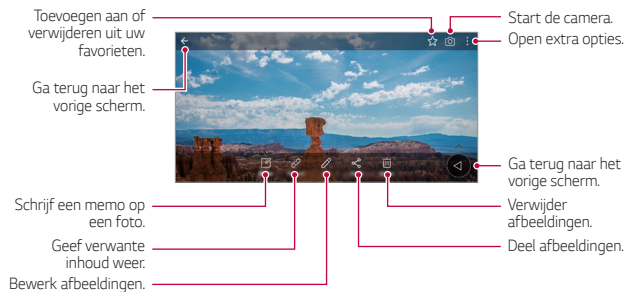 Toevoegen aan of
verwijderen uit uw
favorieten.
Ga terug naar het
vorige scherm.
Start de camera.
Open extra opties.
Ga terug naar het
vorige scherm.
Schrijf een memo op
een foto.
Geef verwante
inhoud weer.
Bewerk afbeeldingen.
Verwijder
afbeeldingen.
Deel afbeeldingen.